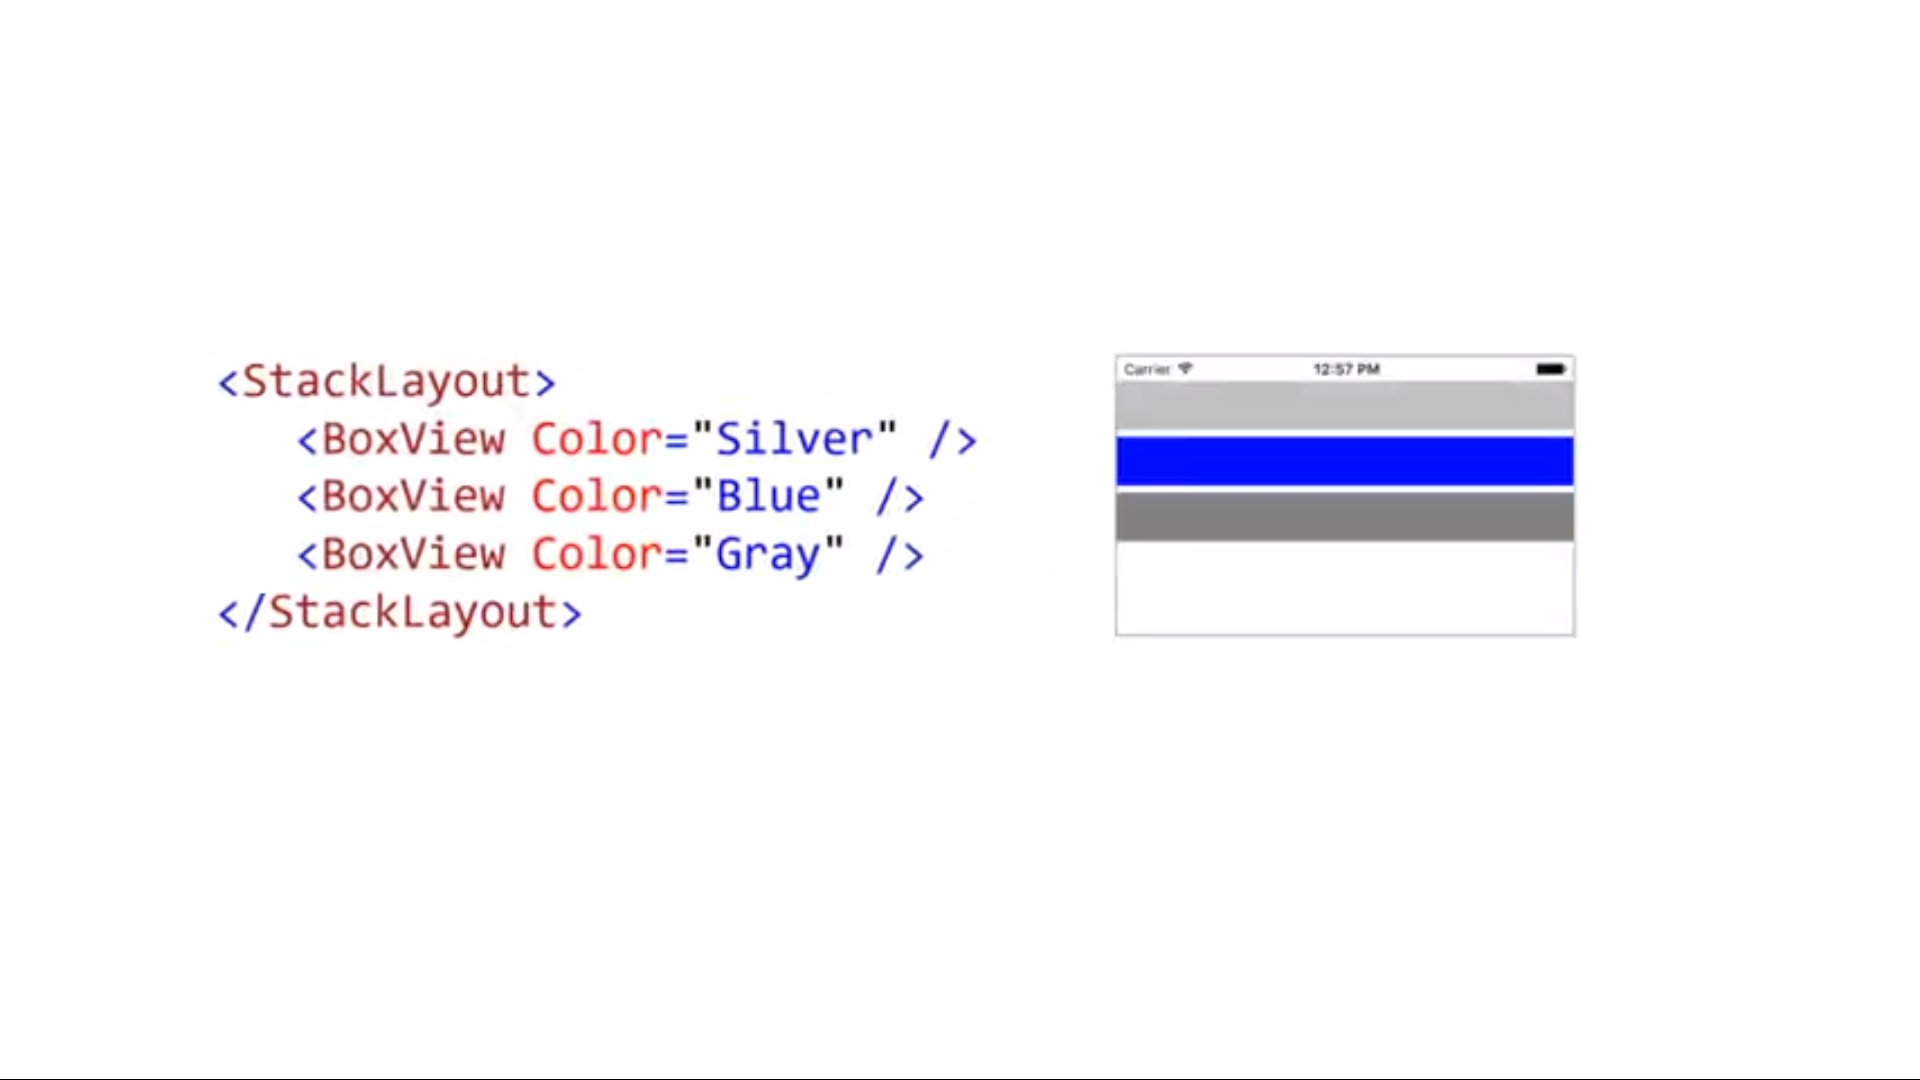 <StackLayout>
<BoxView Color="Silver" />
<BoxView Color="Blue" />
<BoxView Color="Gray" />
</StackLayout>
Carrier 12:57 PM